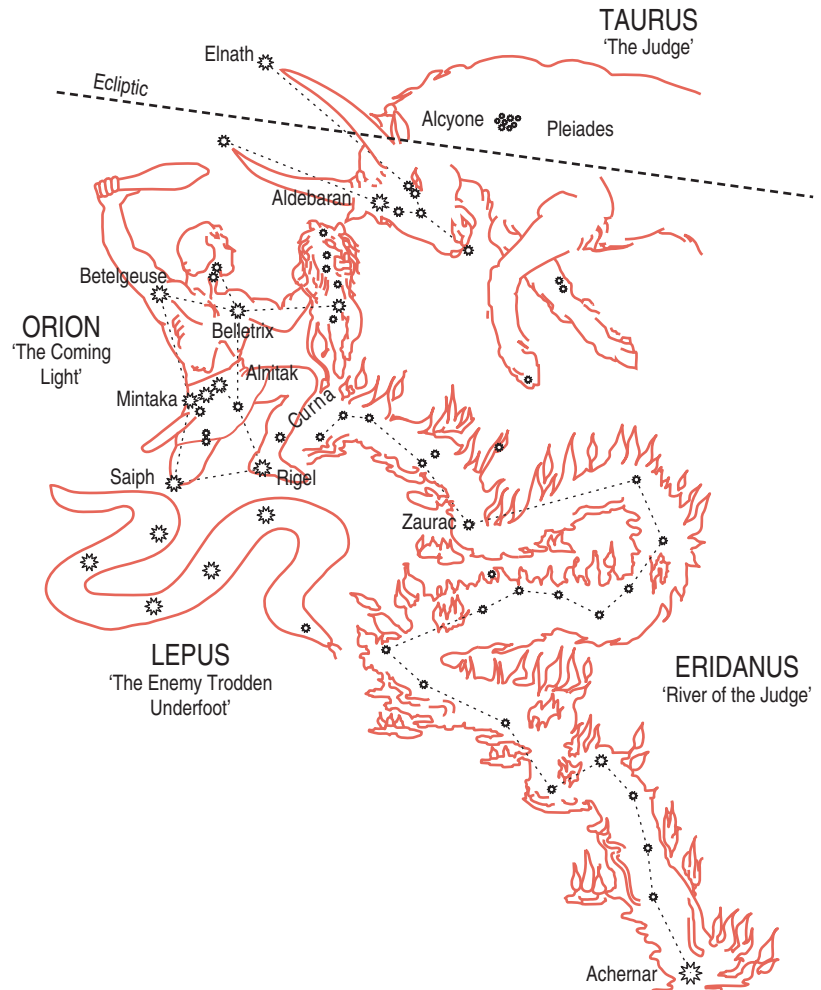 TAURUS
'The Judge'
Elnath
Ecliptic
Alcyone
Pleiades
Aldebaran
Betelgeuse
Belletrix
ORION
'The Coming
Light'
Alnitak
Mintaka
Curna
Saiph
Rigel
Zaurac
LEPUS
'The Enemy Trodden
Underfoot'
ERIDANUS
'River of the Judge'
Achernar